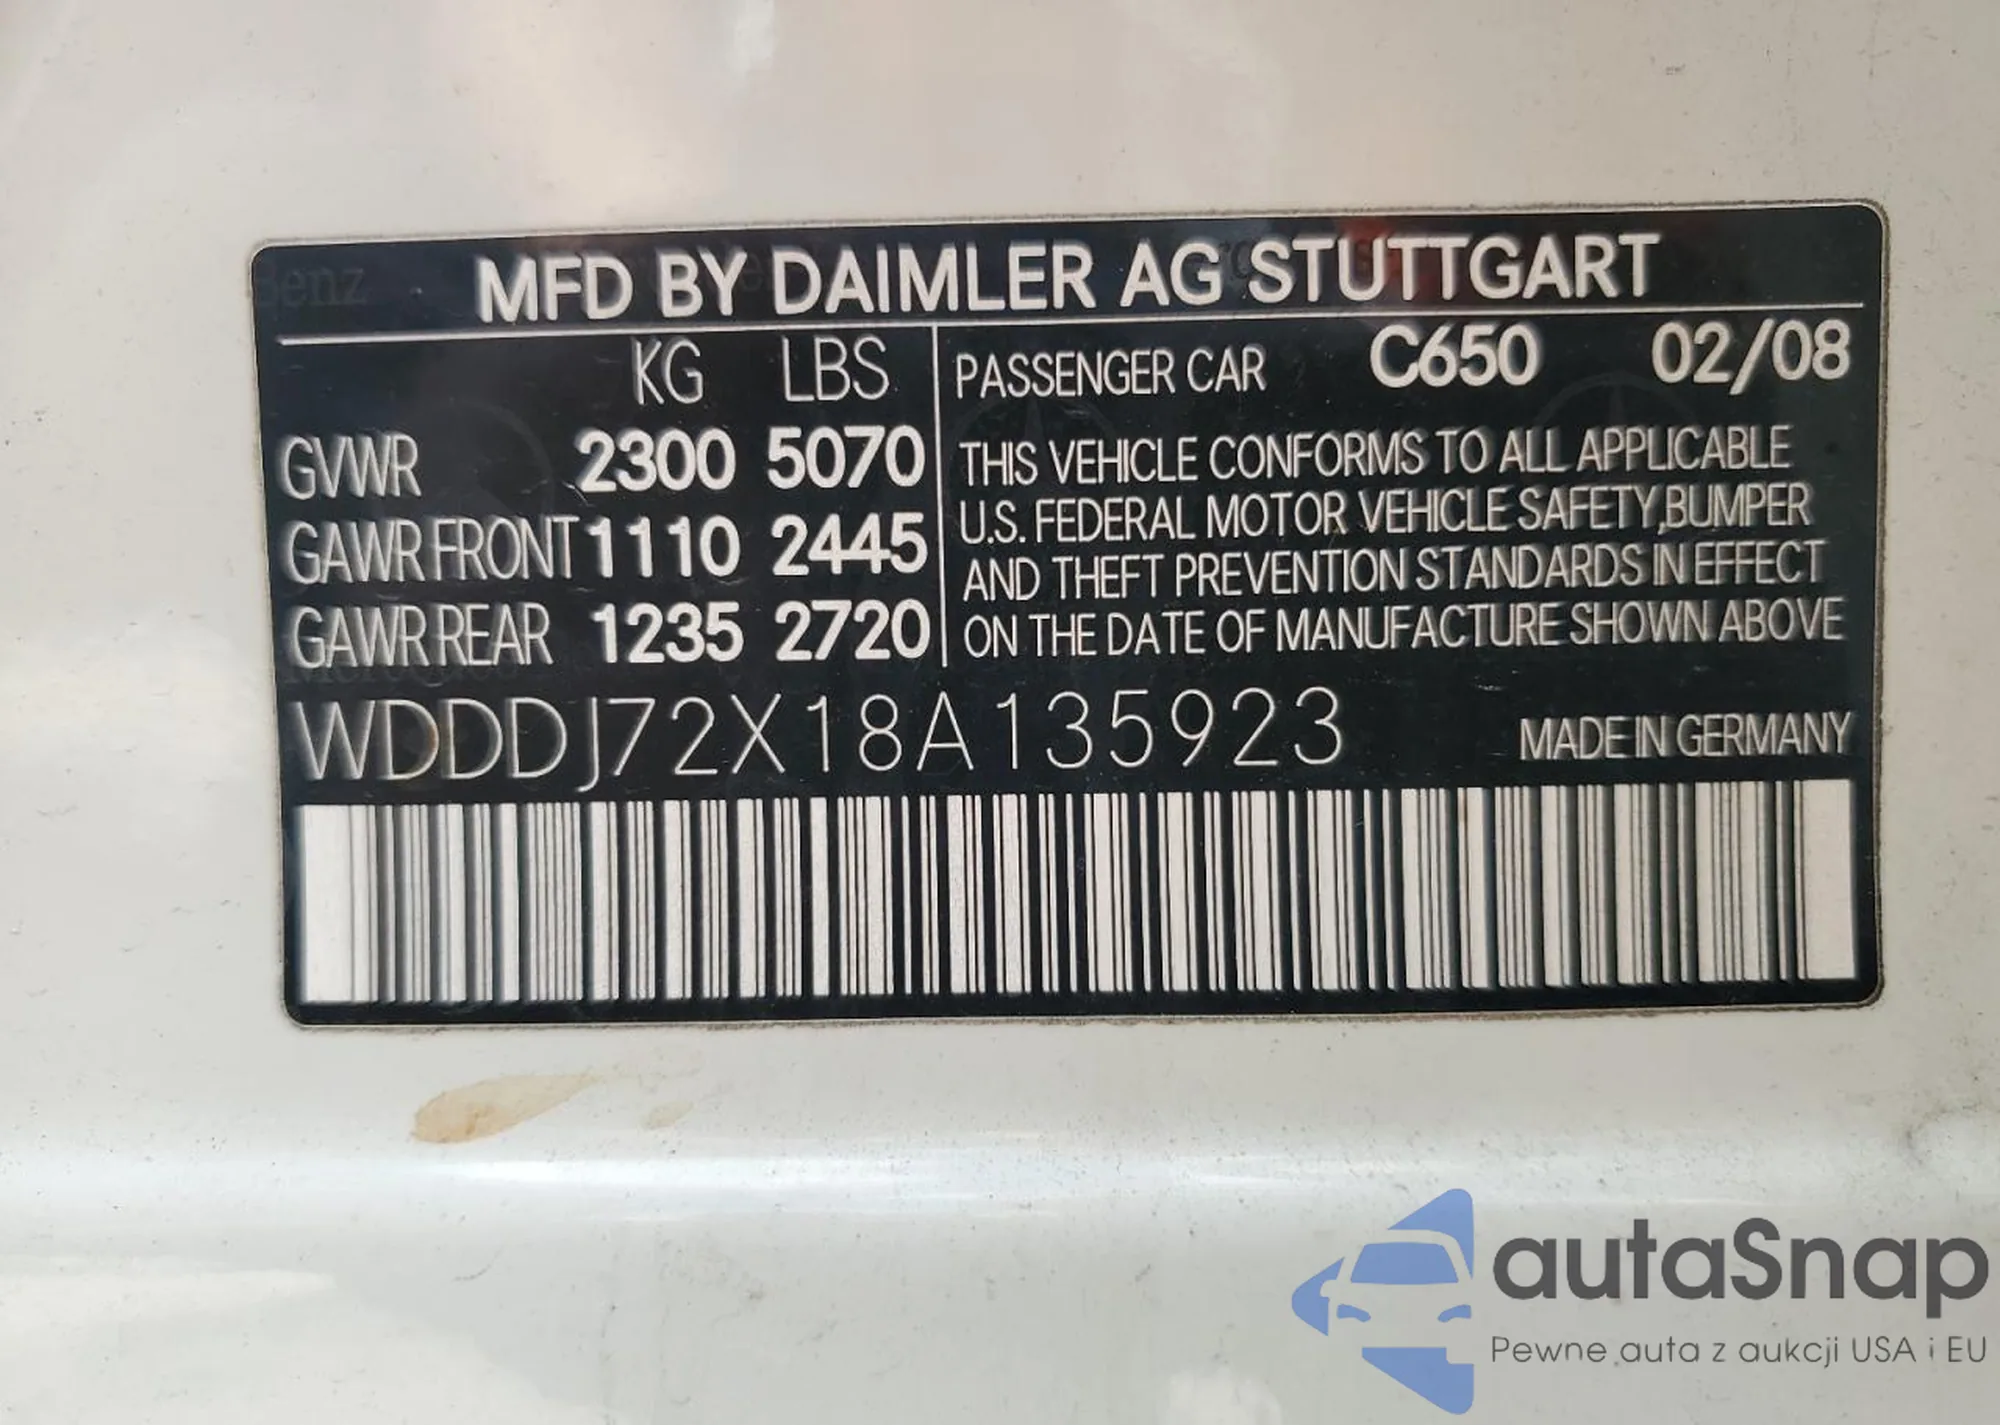 MFD BY DAIMLER AG STUTTGART
KG LBS
GVWR 2300 5070
GAWR FRONT 1110 2445
GAWR REAR 1235 2720
PASSENGER CAR C650 02/08
THIS VEHICLE CONFORMS TO ALL APPLICABLE
U.S. FEDERAL MOTOR VEHICLE SAFETY, BUMPER
AND THEFT PREVENTION STANDARDS IN EFFECT
ON THE DATE OF MANUFACTURE SHOWN ABOVE
WDDDJ72X18A135923 MADE IN GERMANY
autaSnap
Pewne auta z aukcji USA i EU